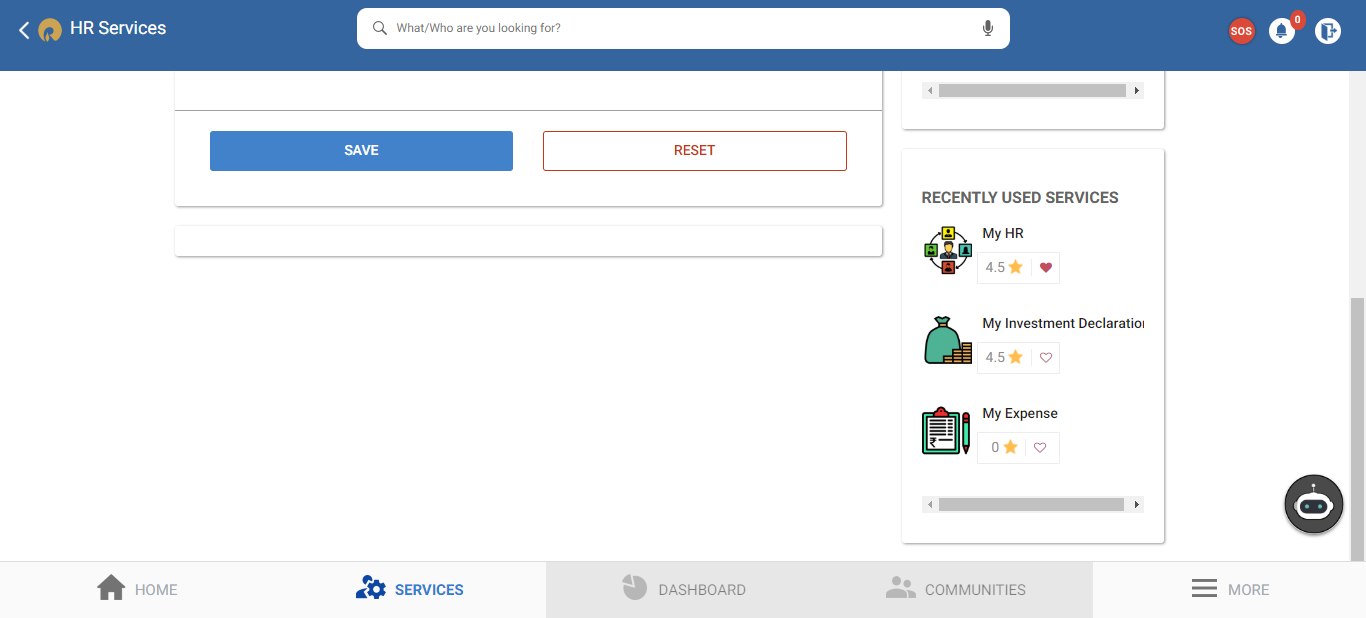 HR Services
What/Who are you looking for?
SOS
0
SAVE
RESET
RECENTLY USED SERVICES
My HR
4.5
My Investment Declaration
4.5
My Expense
0
HOME
SERVICES
DASHBOARD
COMMUNITIES
MORE